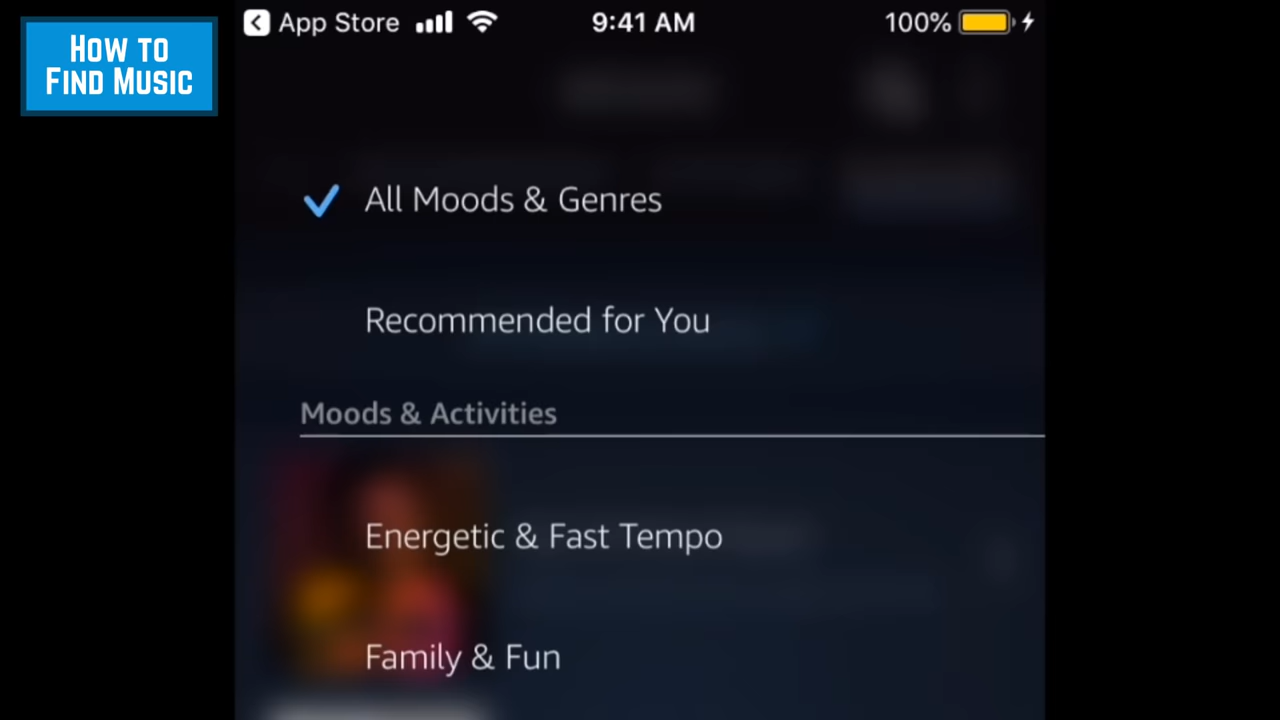 HOW TO
FIND MUSIC
App Store
9:41 AM
100%
All Moods & Genres
Recommended for You
Moods & Activities
Energetic & Fast Tempo
Family & Fun